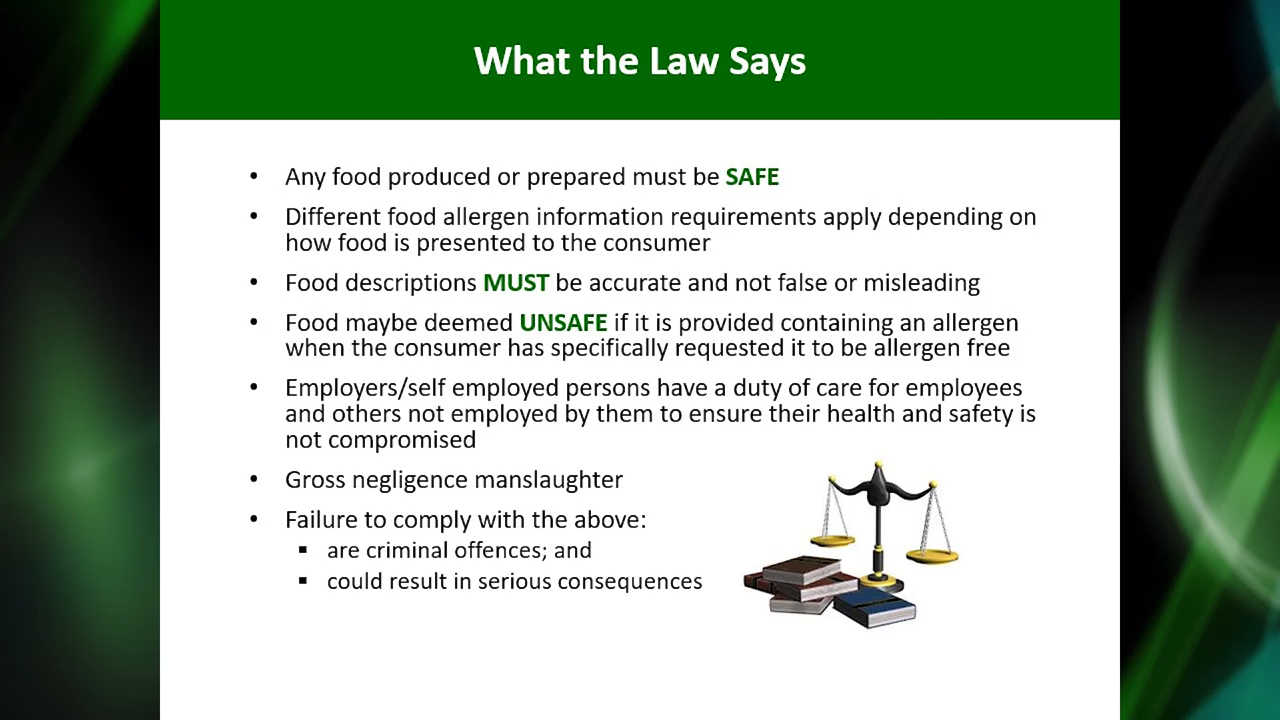 What the Law Says
• Any food produced or prepared must be SAFE
• Different food allergen information requirements apply depending on
how food is presented to the consumer
• Food descriptions MUST be accurate and not false or misleading
• Food maybe deemed UNSAFE if it is provided containing an allergen
when the consumer has specifically requested it to be allergen free
• Employers/self employed persons have a duty of care for employees
and others not employed by them to ensure their health and safety is
not compromised
• Gross negligence manslaughter
• Failure to comply with the above:
▪ are criminal offences; and
▪ could result in serious consequences